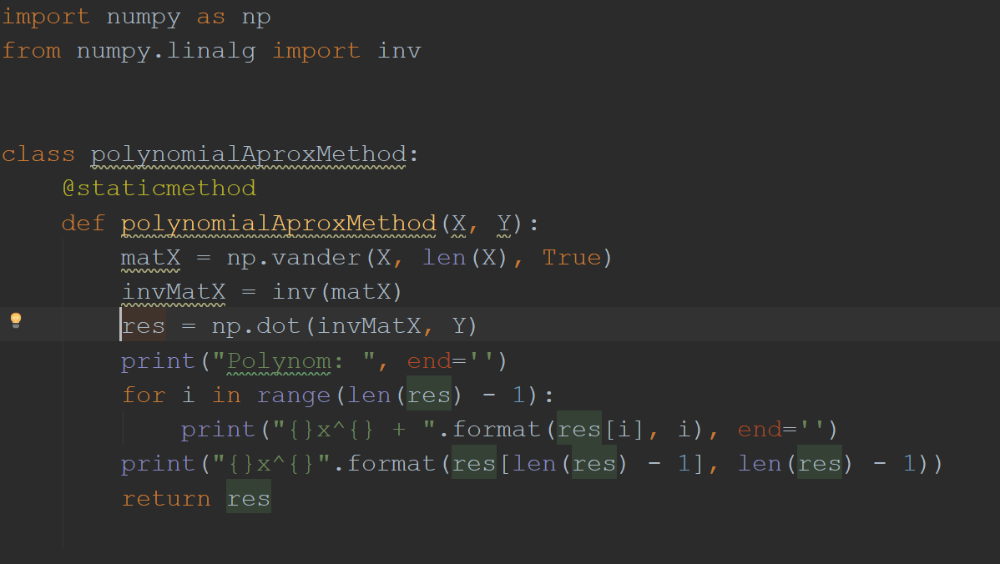 import numpy as np
from numpy.linalg import inv
class polynomialAproxMethod:
    @staticmethod
    def polynomialAproxMethod(X, Y):
        matX = np.vander(X, len(X), True)
        invMatX = inv(matX)
        res = np.dot(invMatX, Y)
        print("Polynom: ", end='')
        for i in range(len(res) - 1):
            print("{}x^{} + ".format(res[i], i), end='')
        print("{}x^{}".format(res[len(res) - 1], len(res) - 1))
        return res